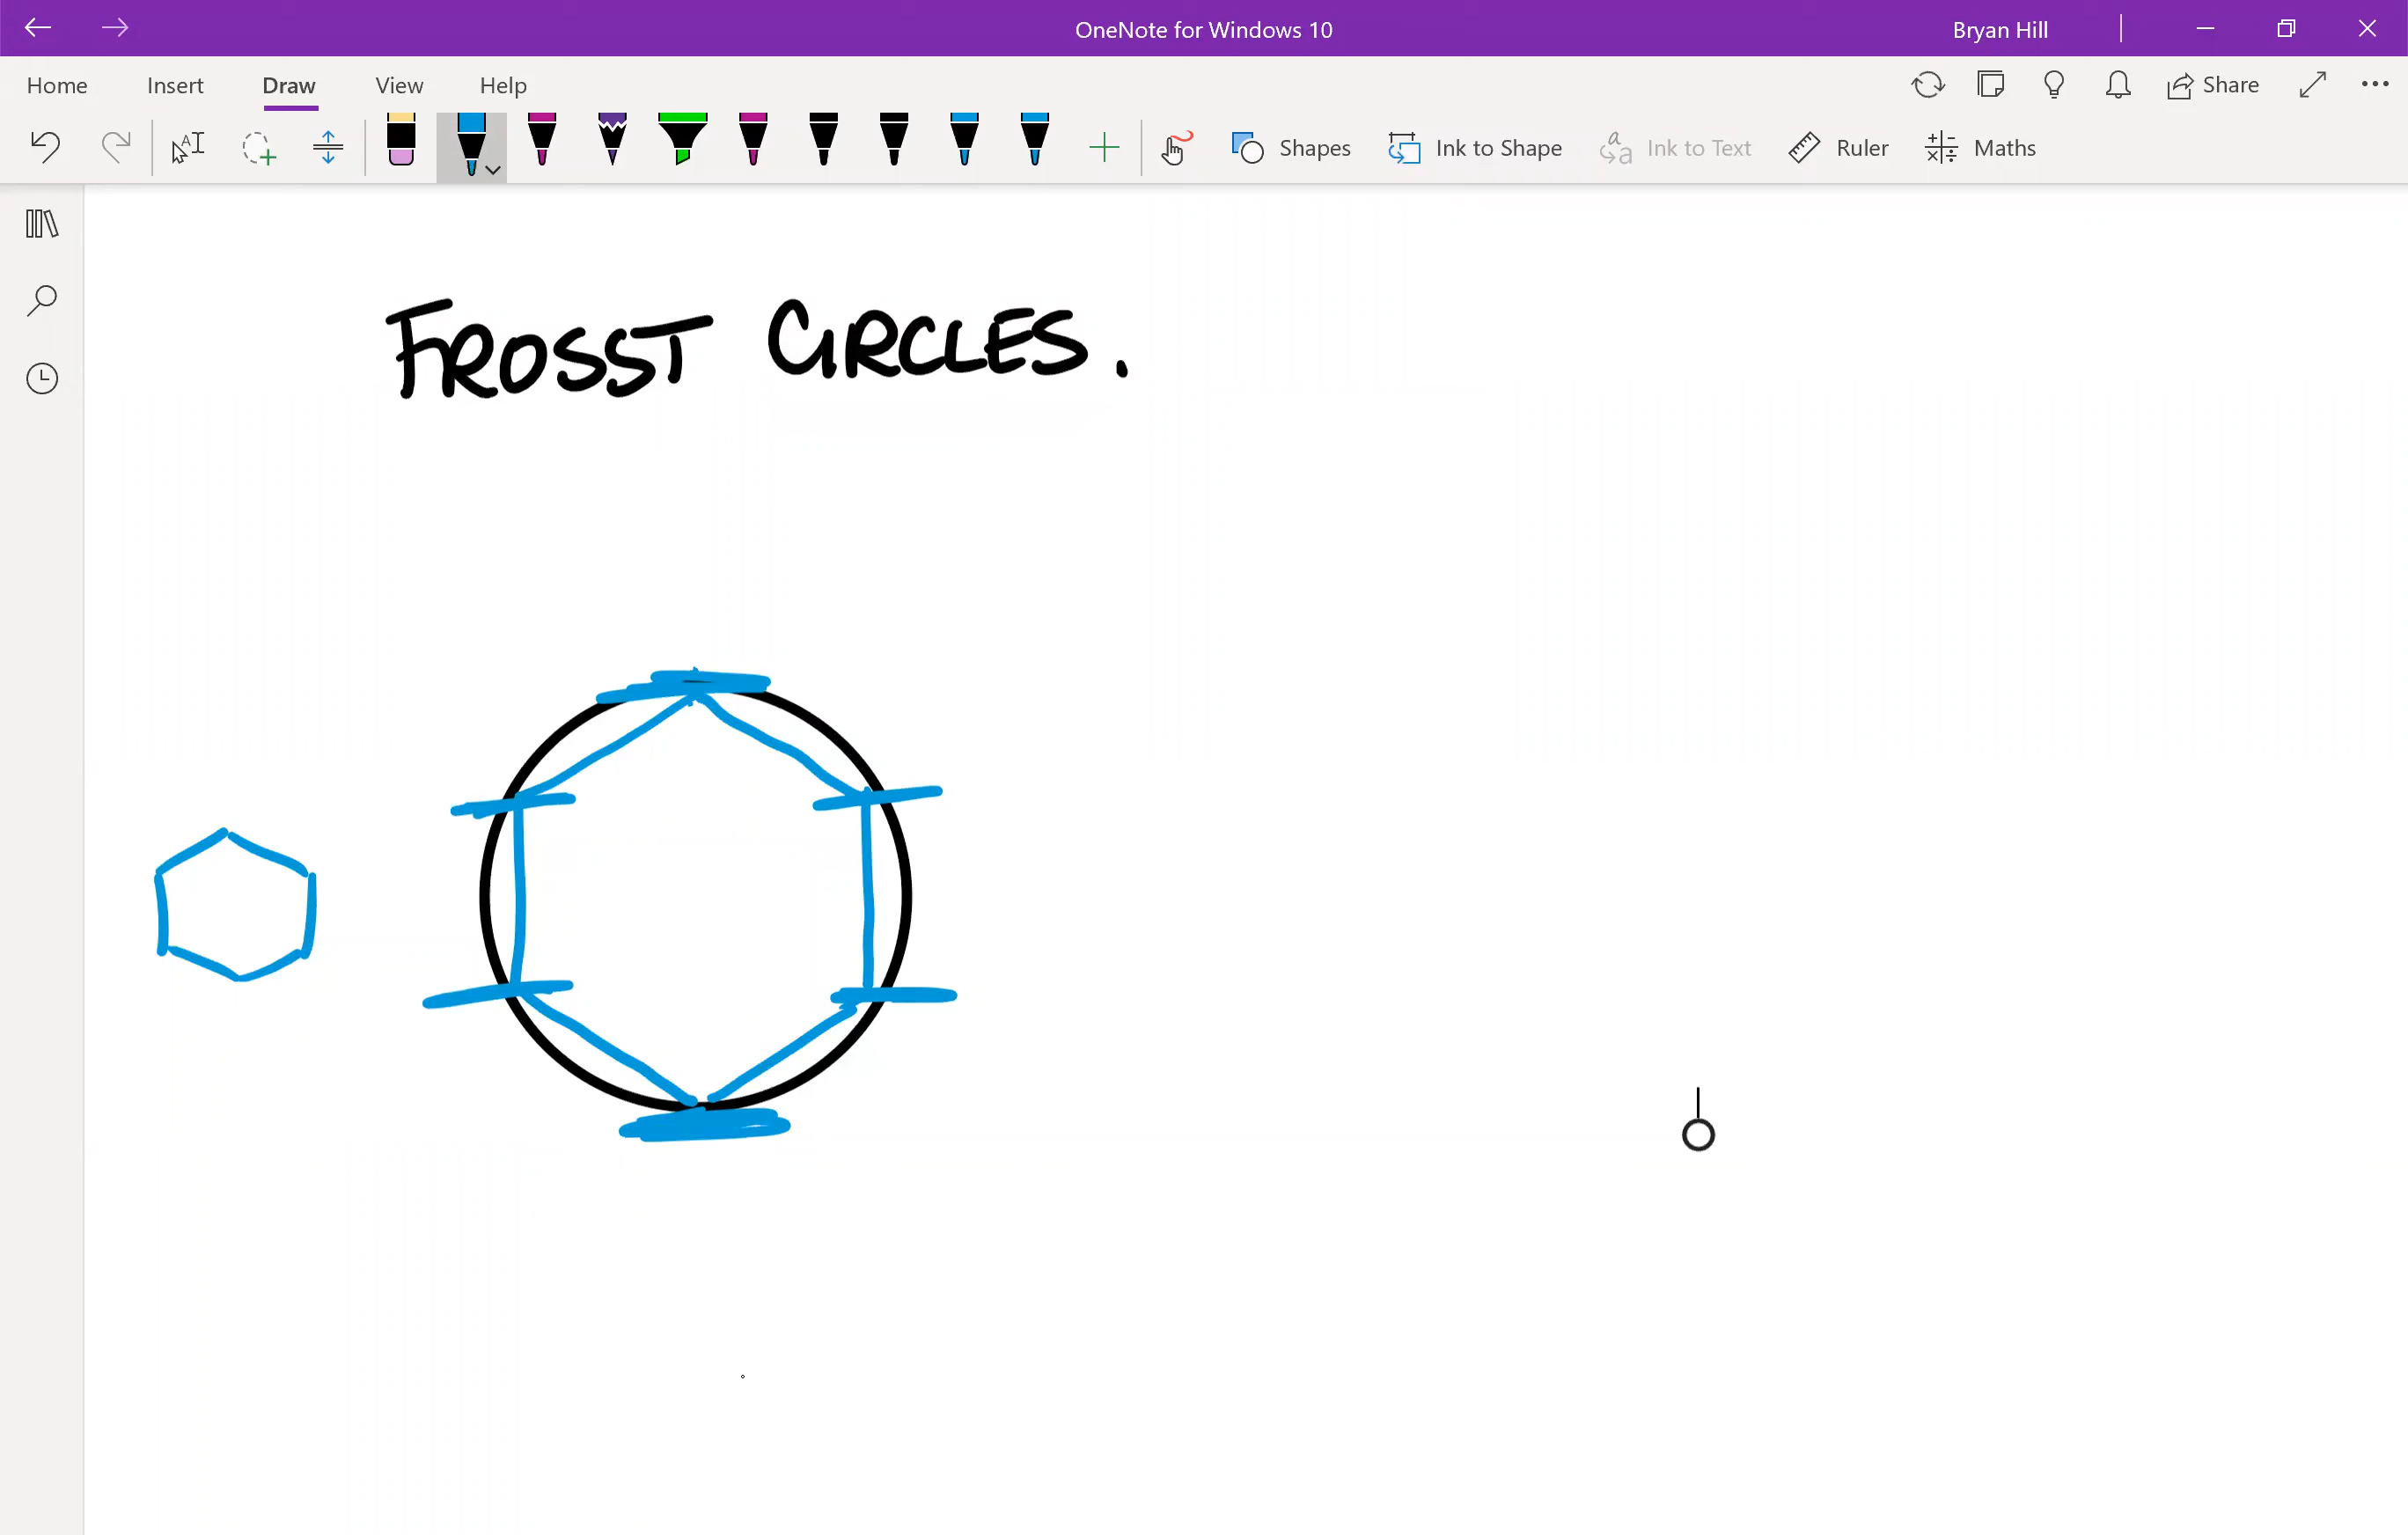 OneNote for Windows 10
Bryan Hill
Home Insert Draw View Help
Share
Shapes Ink to Shape Ink to Text Ruler Maths
FROSST CIRCLES.